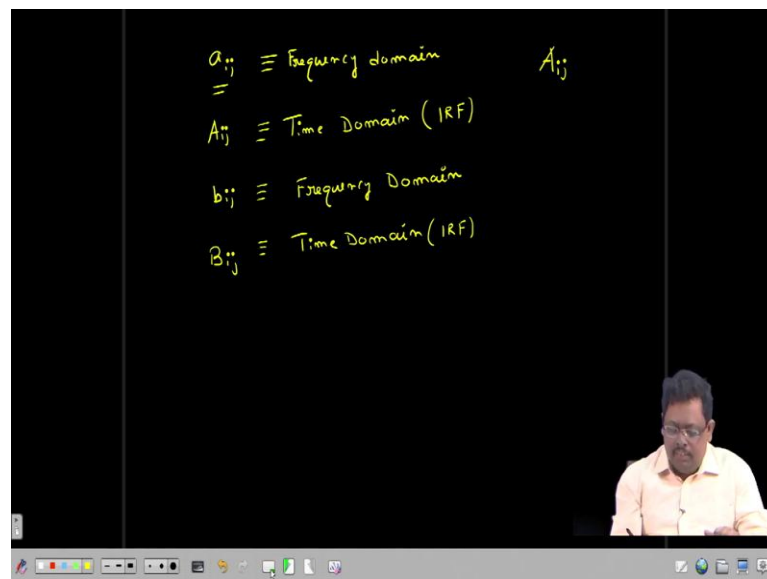 aij ≡ Frequency domain
Aij
Aij ≡ Time Domain (IRF)
bij ≡ Frequency Domain
Bij ≡ Time Domain (IRF)